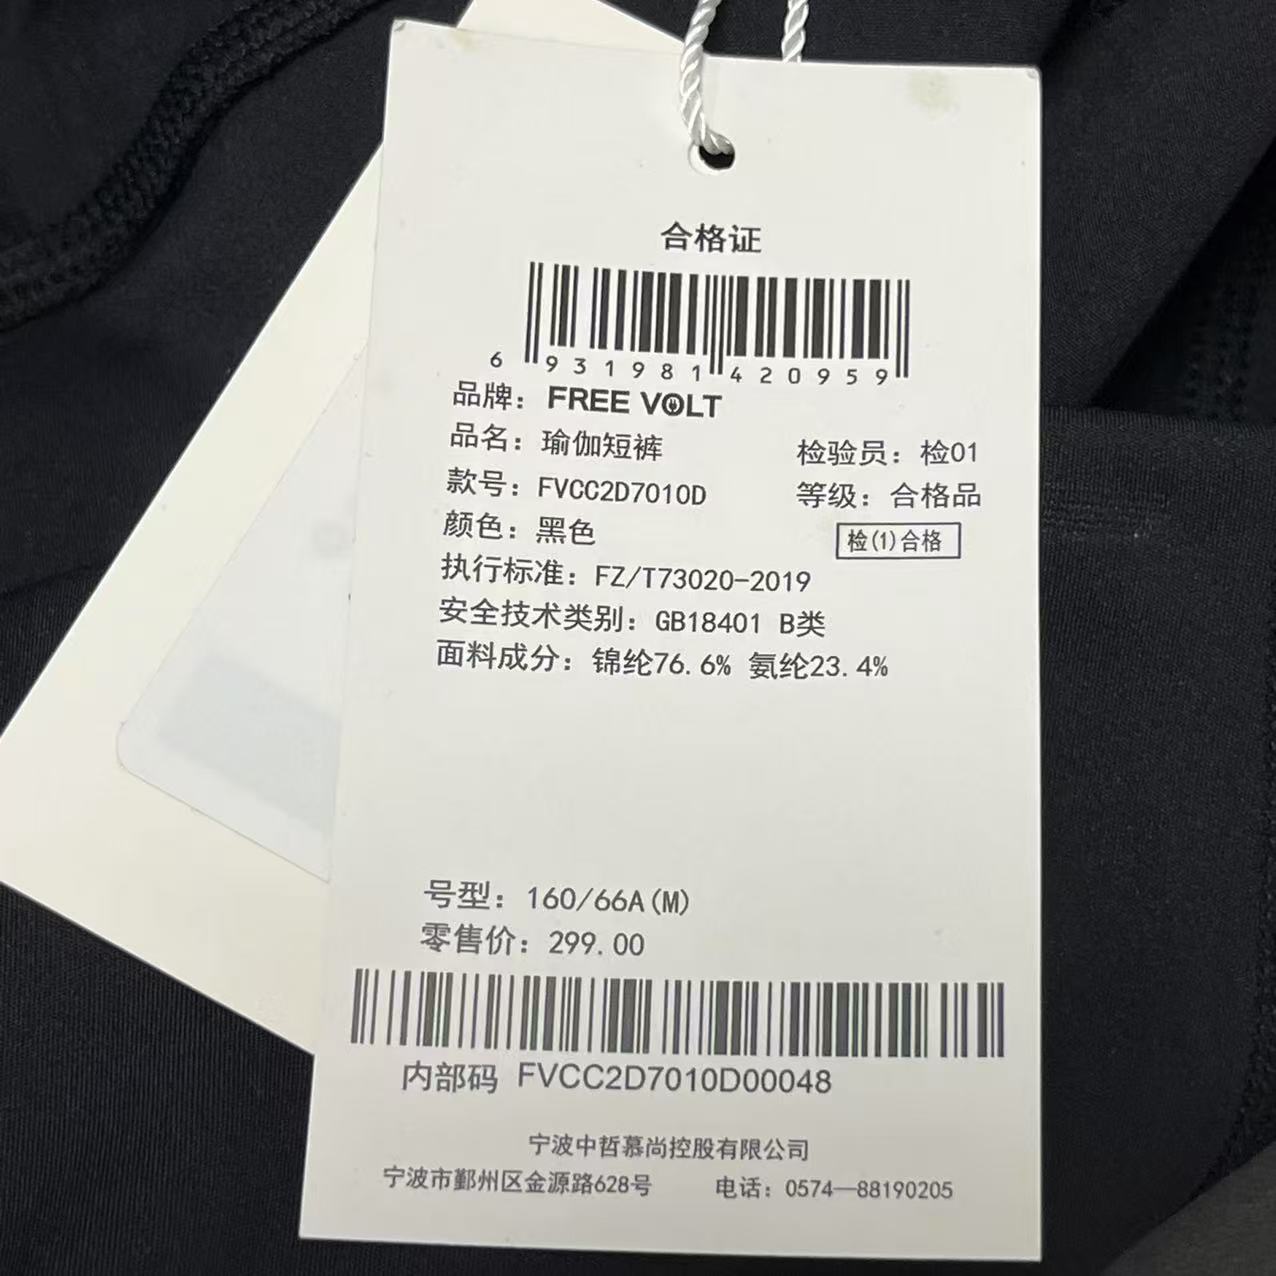 合格证
6 931981 420959
品牌：FREE VOLT
品名：瑜伽短裤 检验员：检01
款号：FVCC2D7010D 等级：合格品
颜色：黑色 检(1)合格
执行标准：FZ/T73020-2019
安全技术类别：GB18401 B类
面料成分：锦纶76.6% 氨纶23.4%
号型：160/66A(M)
零售价：299.00
内部码 FVCC2D7010D00048
宁波中哲慕尚控股有限公司
宁波市鄞州区金源路628号 电话：0574—88190205